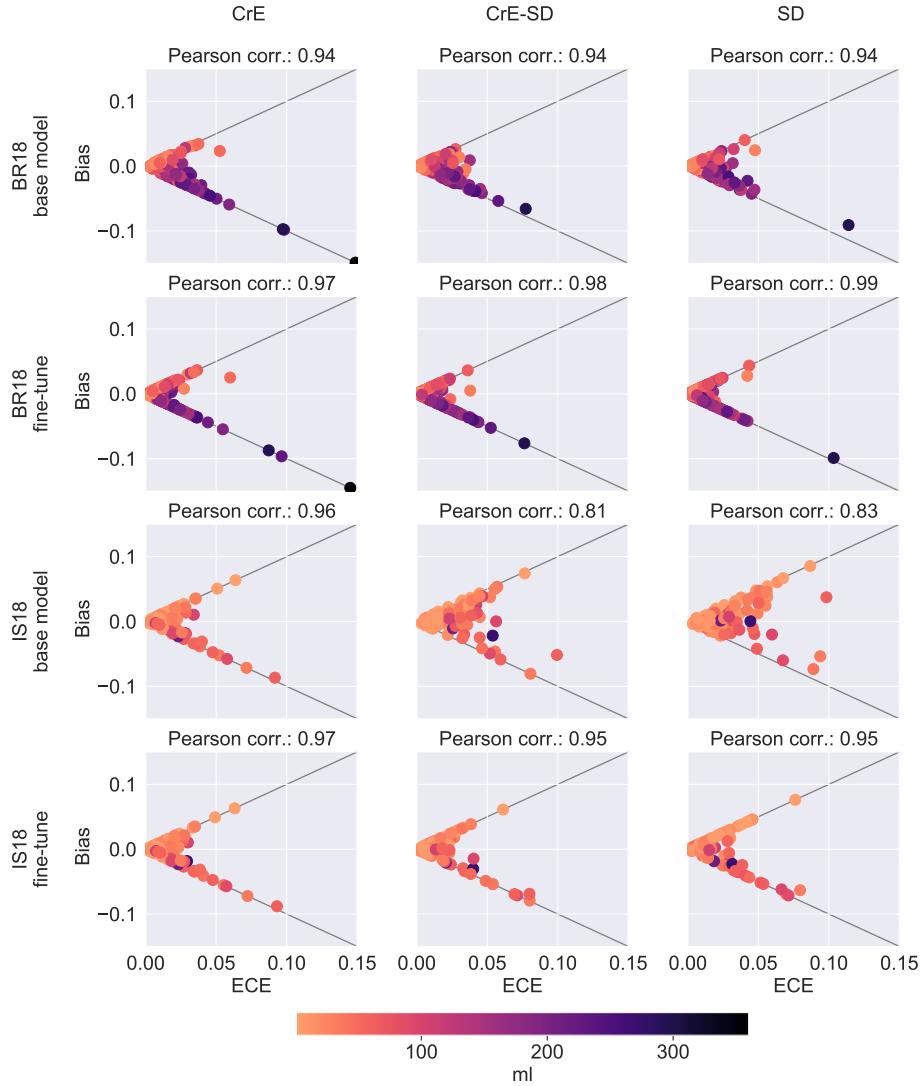 CrE CrE-SD SD
Pearson corr.: 0.94 Pearson corr.: 0.94 Pearson corr.: 0.94
BR18
base model
Bias
0.1
0.0
−0.1
Pearson corr.: 0.97 Pearson corr.: 0.98 Pearson corr.: 0.99
BR18
fine-tune
Bias
0.1
0.0
−0.1
Pearson corr.: 0.96 Pearson corr.: 0.81 Pearson corr.: 0.83
IS18
base model
Bias
0.1
0.0
−0.1
Pearson corr.: 0.97 Pearson corr.: 0.95 Pearson corr.: 0.95
IS18
fine-tune
Bias
0.1
0.0
−0.1
0.00 0.05 0.10 0.15 0.00 0.05 0.10 0.15 0.00 0.05 0.10 0.15
ECE ECE ECE
100 200 300
ml